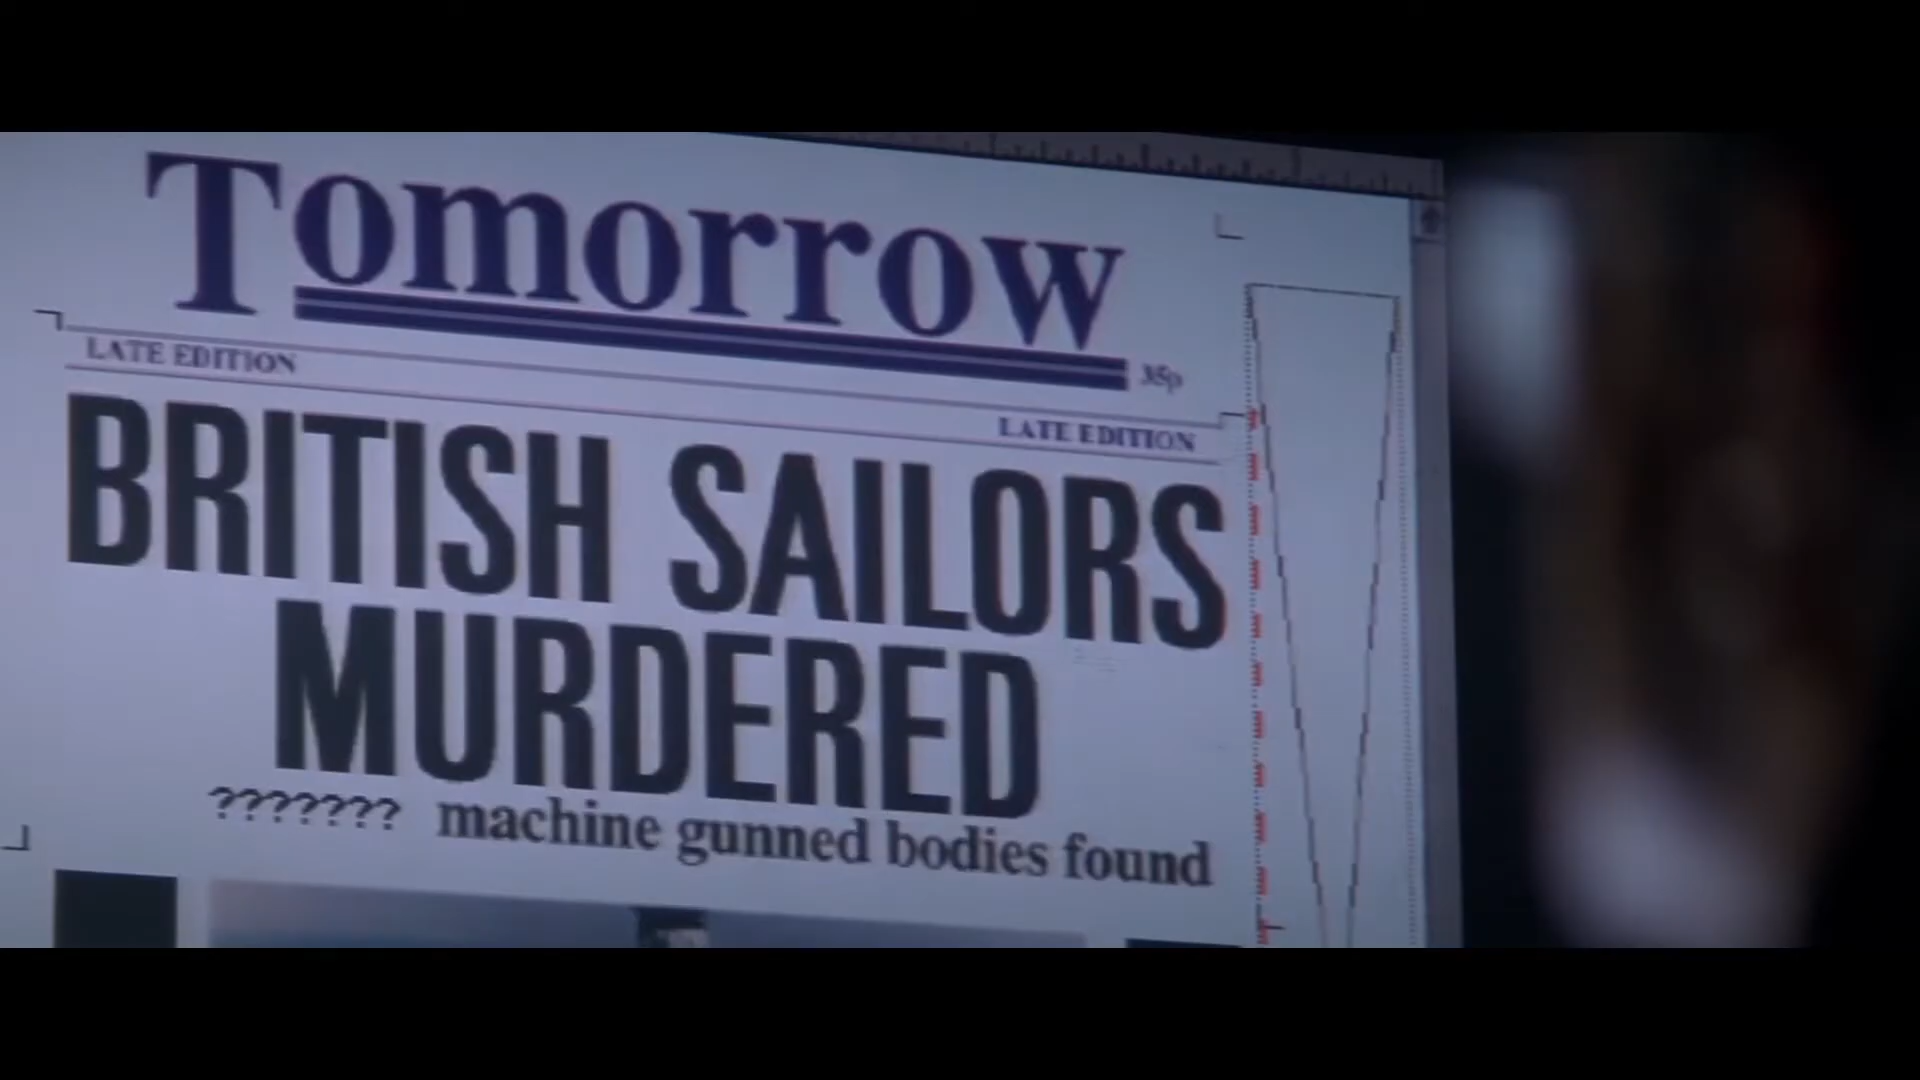 Tomorrow
35p
LATE EDITION
LATE EDITION
BRITISH SAILORS
MURDERED
??????? machine gunned bodies found